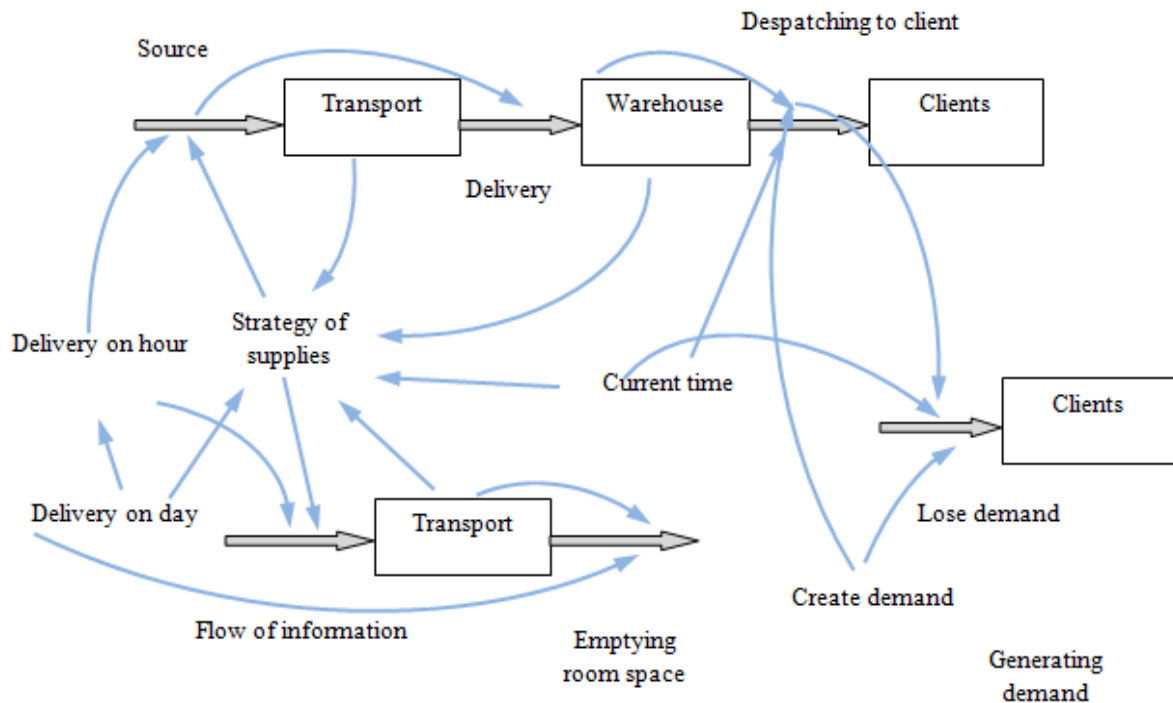 Despatching to client
Source
Transport
Warehouse
Clients
Delivery
Strategy of
supplies
Delivery on hour
Current time
Clients
Delivery on day
Transport
Lose demand
Create demand
Flow of information
Emptying
room space
Generating
demand